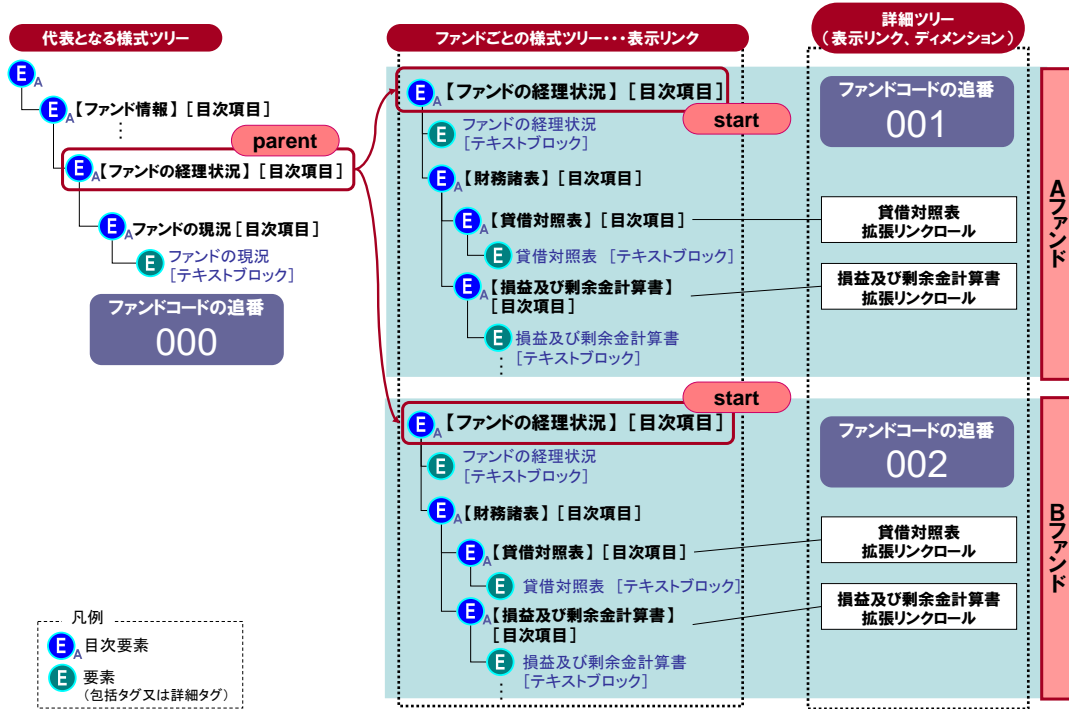 代表となる様式ツリー
E A
E A 【ファンド情報】 [目次項目]
⋮
parent
E A 【ファンドの経理状況】 [目次項目]
E A ファンドの現況 [目次項目]
E ファンドの現況
[テキストブロック]
ファンドコードの追番
000
凡例
E A 目次要素
E 要素
(包括タグ又は詳細タグ)
ファンドごとの様式ツリー・・・表示リンク
E A 【ファンドの経理状況】 [目次項目]
start
E ファンドの経理状況
[テキストブロック]
E A 【財務諸表】 [目次項目]
E A 【貸借対照表】 [目次項目]
E 貸借対照表 [テキストブロック]
E A 【損益及び剰余金計算書】
[目次項目]
E 損益及び剰余金計算書
[テキストブロック]
⋮
start
E A 【ファンドの経理状況】 [目次項目]
E ファンドの経理状況
[テキストブロック]
E A 【財務諸表】 [目次項目]
E A 【貸借対照表】 [目次項目]
E 貸借対照表 [テキストブロック]
E A 【損益及び剰余金計算書】
[目次項目]
E 損益及び剰余金計算書
[テキストブロック]
⋮
詳細ツリー
(表示リンク、ディメンション)
ファンドコードの追番
001
貸借対照表
拡張リンクロール
損益及び剰余金計算書
拡張リンクロール
Aファンド
ファンドコードの追番
002
貸借対照表
拡張リンクロール
損益及び剰余金計算書
拡張リンクロール
Bファンド